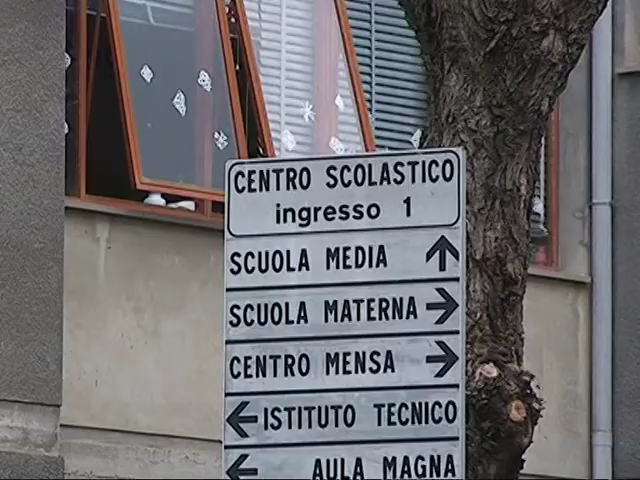 CENTRO SCOLASTICO
ingresso 1
SCUOLA MEDIA
SCUOLA MATERNA
CENTRO MENSA
ISTITUTO TECNICO
AULA MAGNA